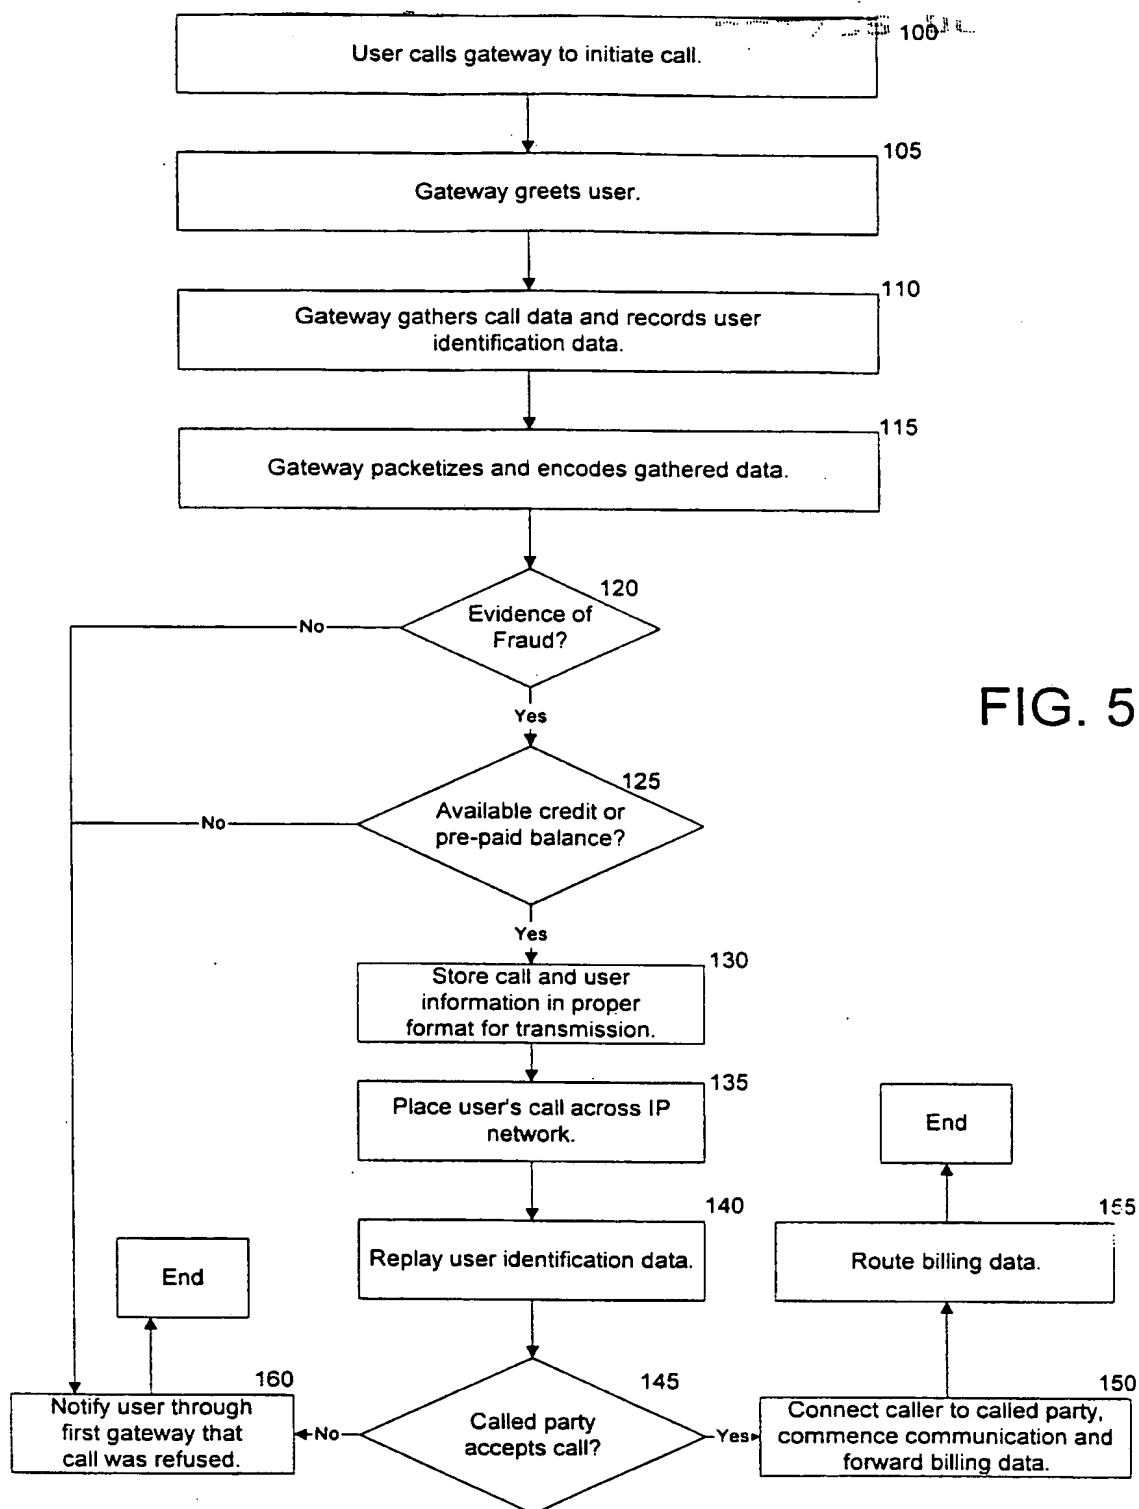 100
User calls gateway to initiate call.
105
Gateway greets user.
110
Gateway gathers call data and records user
identification data.
115
Gateway packetizes and encodes gathered data.
120
Evidence of
Fraud?
No
Yes
FIG. 5
125
Available credit or
pre-paid balance?
No
Yes
130
Store call and user
information in proper
format for transmission.
135
Place user's call across IP
network.
End
140
Replay user identification data.
155
Route billing data.
End
145
Called party
accepts call?
No
Yes
160
Notify user through
first gateway that
call was refused.
150
Connect caller to called party,
commence communication and
forward billing data.